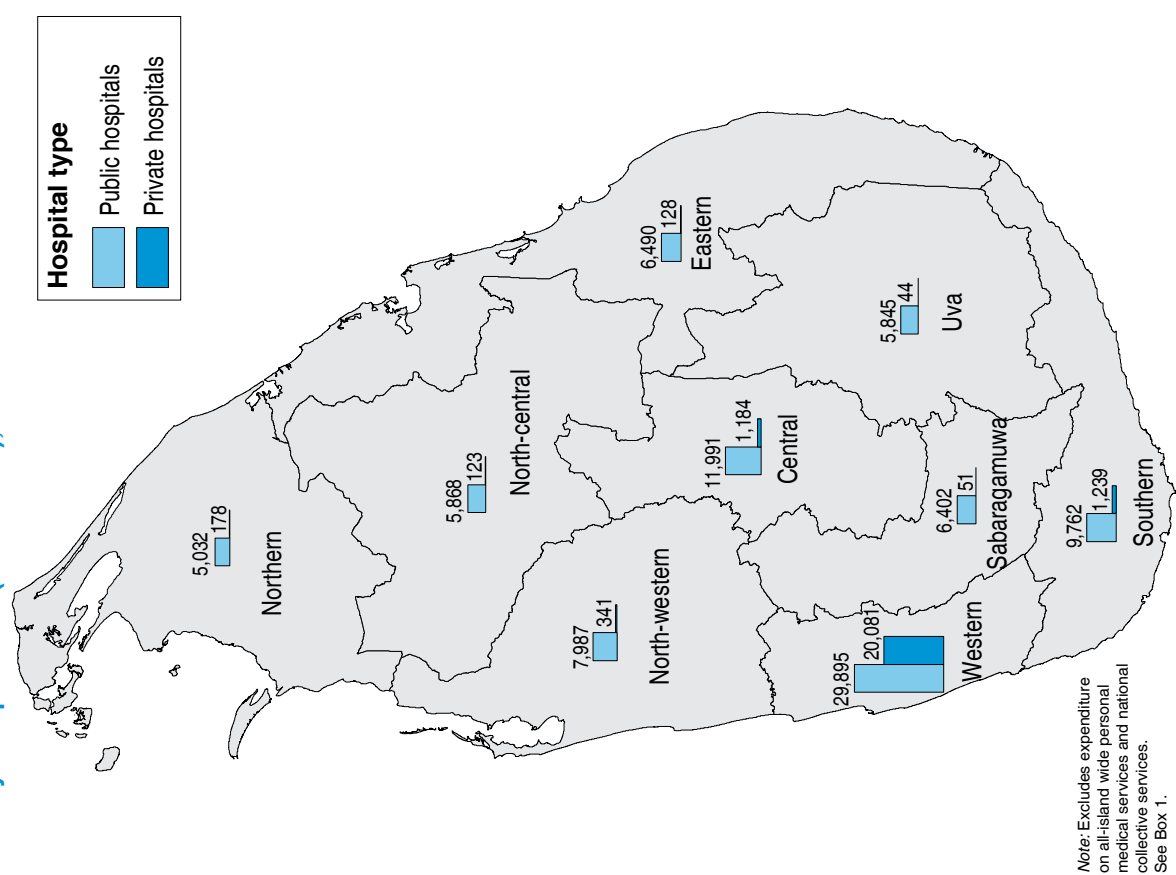 Hospital type
Public hospitals
Private hospitals
5,032
178
Northern
5,868
123
North-central
6,490
128
Eastern
7,987
341
North-western
11,991
1,184
Central
5,845
44
Uva
29,895
20,081
Western
6,402
51
Sabaragamuwa
9,762
1,239
Southern
Note: Excludes expenditure
on all-island wide personal
medical services and national
collective services.
See Box 1.